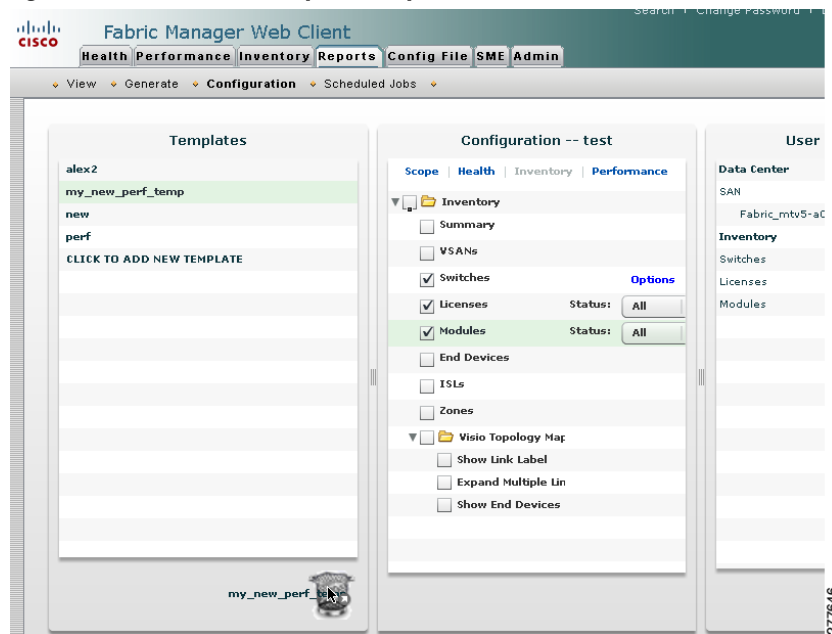 Search
Change Password
CISCO
Fabric Manager Web Client
Health Performance Inventory Reports Config File SME Admin
View Generate Configuration Scheduled Jobs
Templates
alex2
my_new_perf_temp
new
perf
CLICK TO ADD NEW TEMPLATE
my_new_perf_temp
Configuration -- test
Scope | Health | Inventory | Performance
Inventory
Summary
VSANs
Switches Options
Licenses Status: All
Modules Status: All
End Devices
ISLs
Zones
Visio Topology Map
Show Link Label
Expand Multiple Lin
Show End Devices
User
Data Center
SAN
Fabric_mtv5-a0
Inventory
Switches
Licenses
Modules
277646